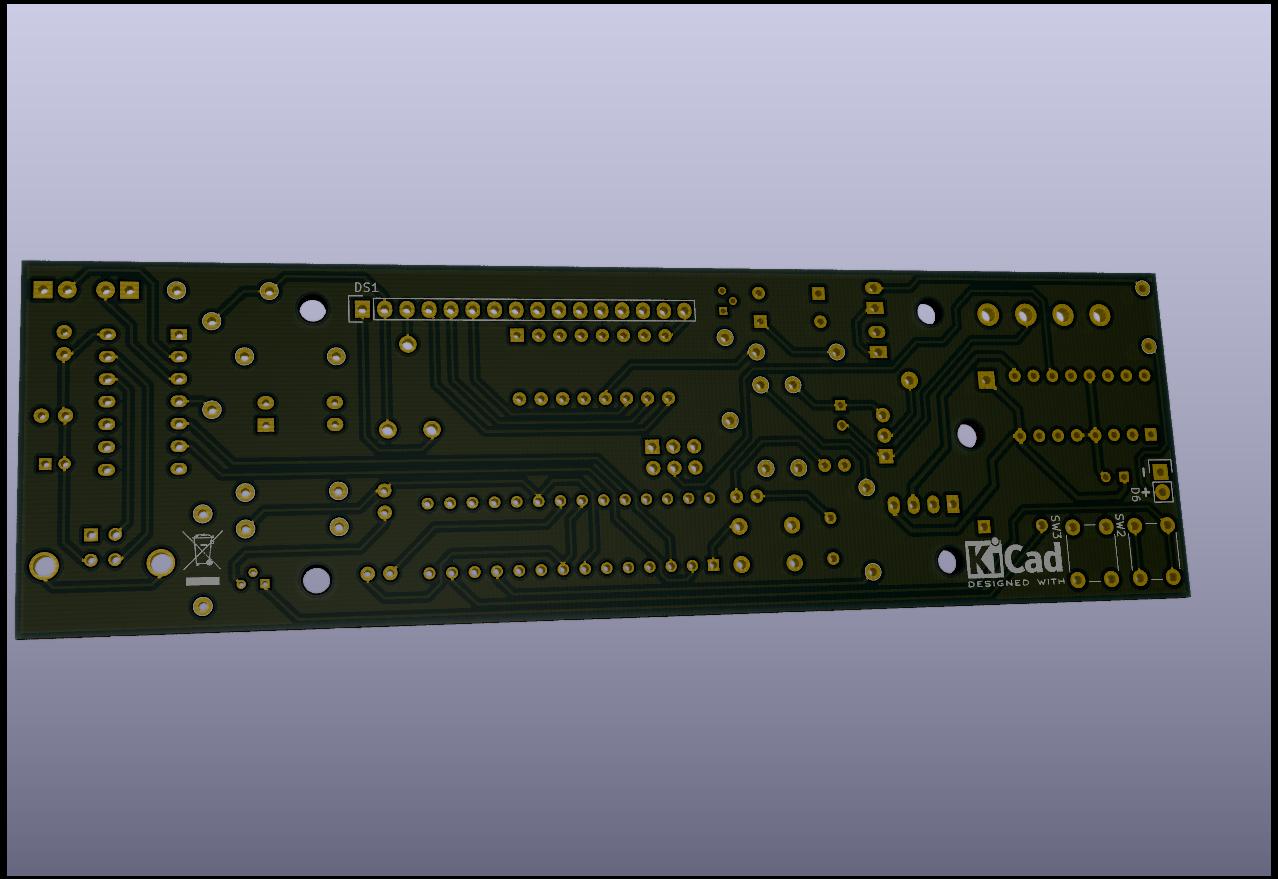 DS1
- + D6
SW3
SW2
KiCad
DESIGNED WITH